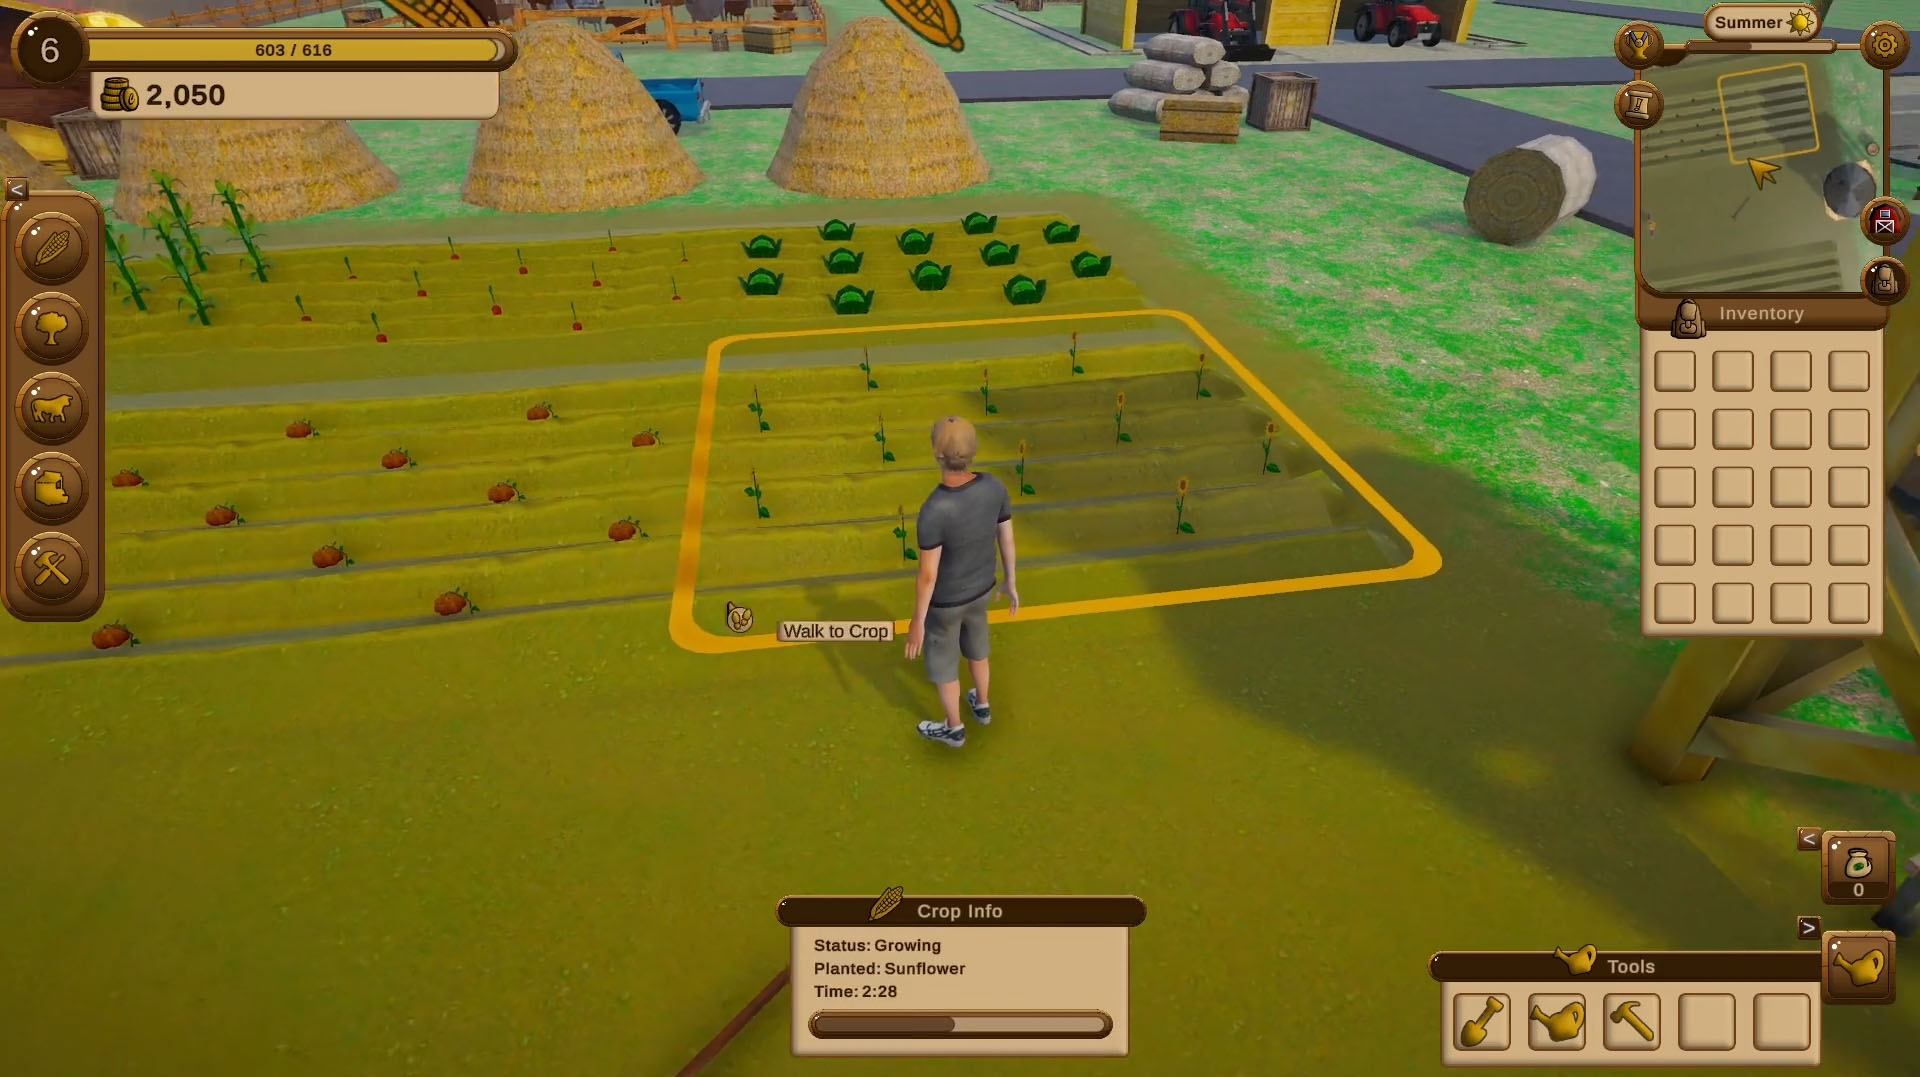 6
603 / 616
2,050
Summer
<
Inventory
Walk to Crop
<
0
>
Crop Info
Status: Growing
Planted: Sunflower
Time: 2:28
Tools